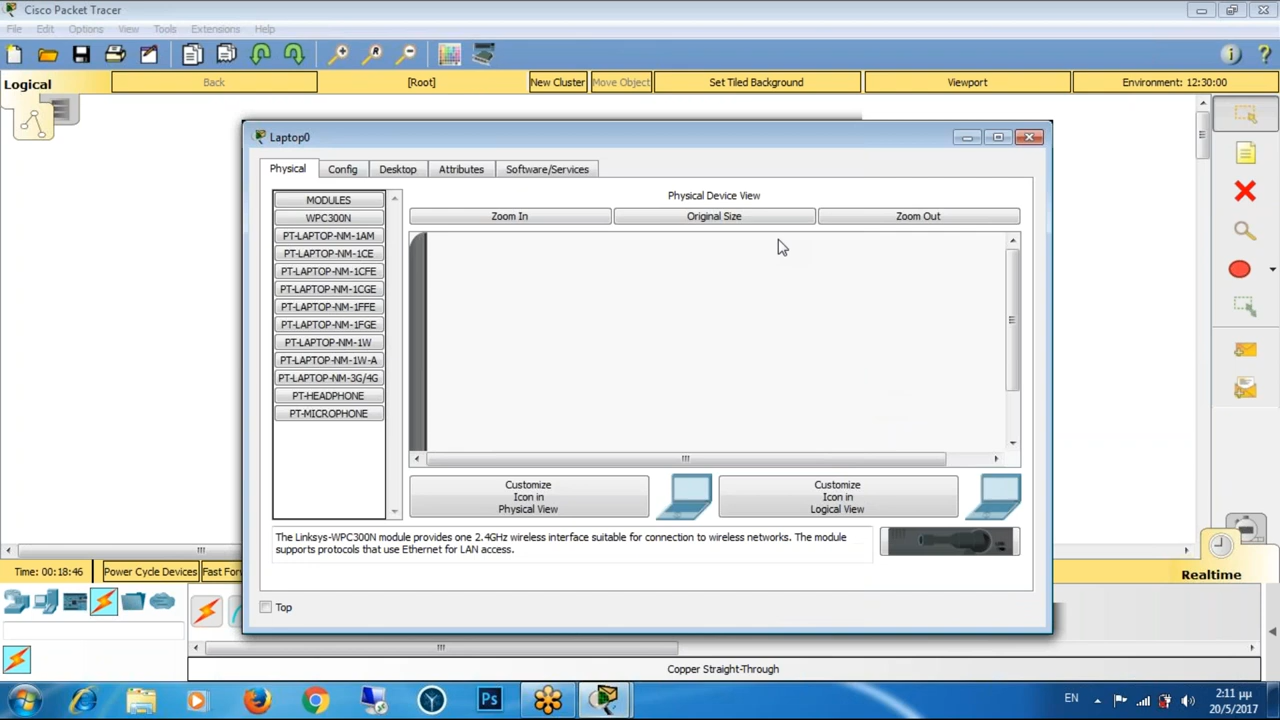 Cisco Packet Tracer
File Edit Options View Tools Extensions Help
Logical
Back
[Root]
New Cluster
Move Object
Set Tiled Background
Viewport
Environment: 12:30:00
Laptop0
Physical Config Desktop Attributes Software/Services
MODULES
WPC300N
PT-LAPTOP-NM-1AM
PT-LAPTOP-NM-1CE
PT-LAPTOP-NM-1CFE
PT-LAPTOP-NM-1CGE
PT-LAPTOP-NM-1FFE
PT-LAPTOP-NM-1FGE
PT-LAPTOP-NM-1W
PT-LAPTOP-NM-1W-A
PT-LAPTOP-NM-3G/4G
PT-HEADPHONE
PT-MICROPHONE
Physical Device View
Zoom In
Original Size
Zoom Out
Customize
Icon in
Physical View
Customize
Icon in
Logical View
The Linksys-WPC300N module provides one 2.4GHz wireless interface suitable for connection to wireless networks. The module
supports protocols that use Ethernet for LAN access.
Top
Time: 00:18:46
Power Cycle Devices
Fast For
Realtime
Copper Straight-Through
Ps
EN
2:11 μμ
20/5/2017